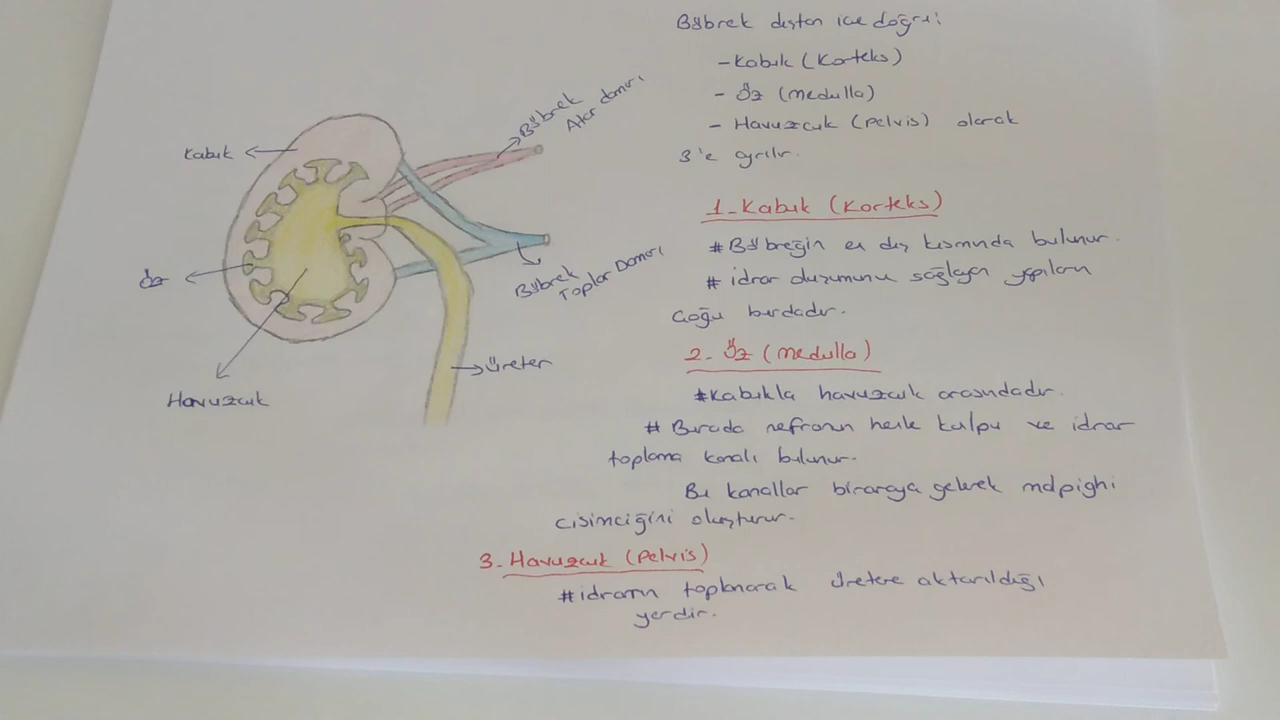 Kabık
Öz
Havuzcuk
Böbrek
Atar damarı
Böbrek
Toplar Damarı
Üreter
Böbrek dıştan içe doğru:
- Kabık (Korteks)
- Öz (medulla)
- Havuzcuk (pelvis) olarak
3'e ayrılır.
1- Kabuk (Korteks)
# Böbreğin en dış kısmında bulunur.
# idrar süzümünü sağlayan yapıların
çoğu burdadır.
2- Öz (medulla)
# Kabukla havuzcuk arasındadır.
# Burada nefronun henle kulpu ve idrar
toplama kanalı bulunur.
Bu kanallar biraraya gelerek malpighi
cisimciğini oluşturur.
3- Havuzcuk (Pelvis)
# idrarın toplanarak üretere aktarıldığı
yerdir.